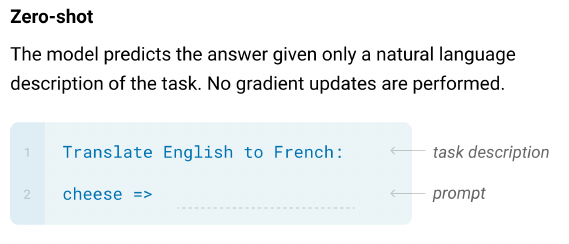 Zero-shot
The model predicts the answer given only a natural language
description of the task. No gradient updates are performed.
1 Translate English to French: task description
2 cheese => prompt